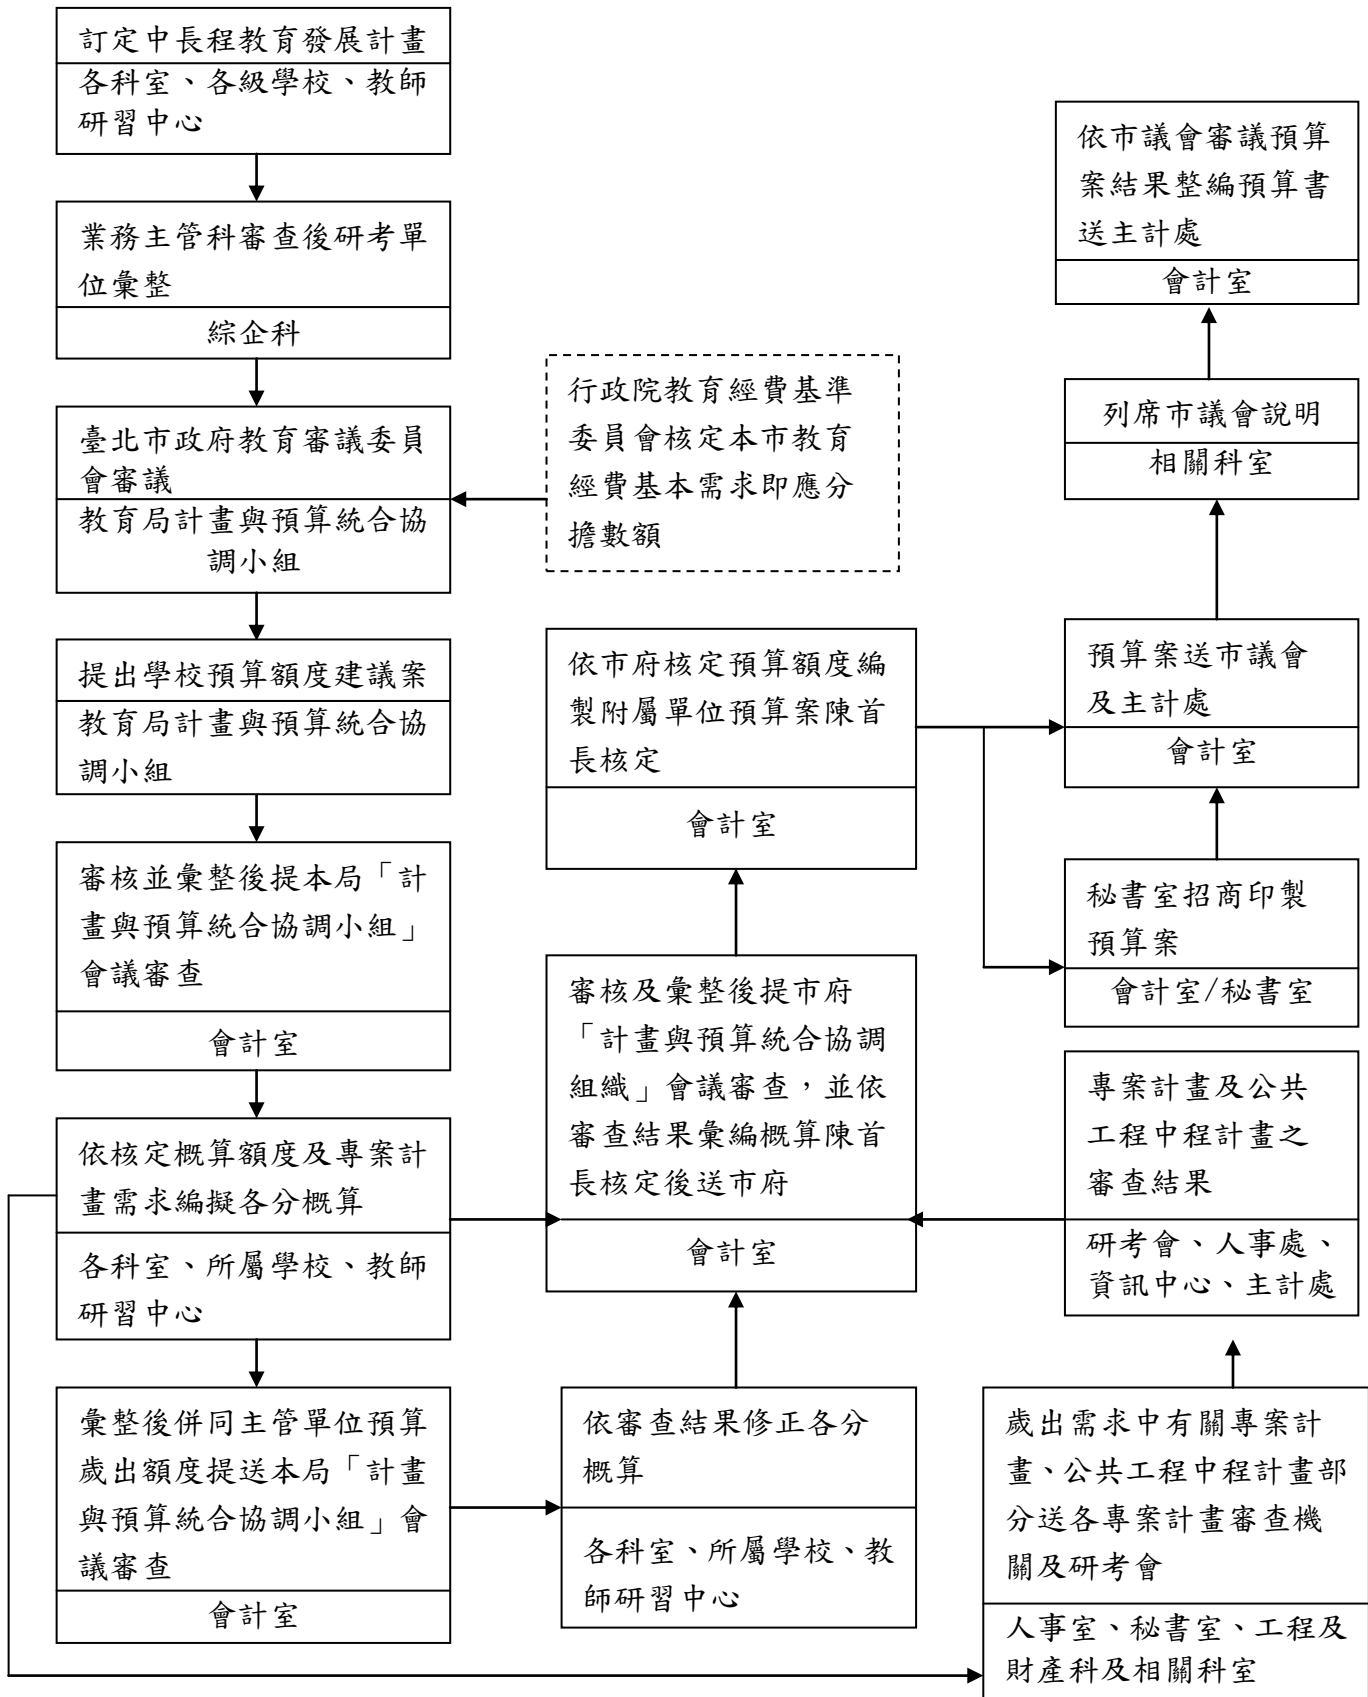 訂定中長程教育發展計畫
各科室、各級學校、教師
研習中心
業務主管科審查後研考單
位彙整
綜企科
臺北市政府教育審議委員
會審議
教育局計畫與預算統合協
調小組
提出學校預算額度建議案
教育局計畫與預算統合協
調小組
審核並彙整後提本局「計
畫與預算統合協調小組」
會議審查
會計室
依核定概算額度及專案計
畫需求編擬各分概算
各科室、所屬學校、教師
研習中心
彙整後併同主管單位預算
歲出額度提送本局「計畫
與預算統合協調小組」會
議審查
會計室
行政院教育經費基準
委員會核定本市教育
經費基本需求即應分
擔數額
依市府核定預算額度編
製附屬單位預算案陳首
長核定
會計室
審核及彙整後提市府
「計畫與預算統合協調
組織」會議審查，並依
審查結果彙編概算陳首
長核定後送市府
會計室
依審查結果修正各分
概算
各科室、所屬學校、教
師研習中心
依市議會審議預算
案結果整編預算書
送主計處
會計室
列席市議會說明
相關科室
預算案送市議會
及主計處
會計室
秘書室招商印製
預算案
會計室/秘書室
專案計畫及公共
工程中程計畫之
審查結果
研考會、人事處、
資訊中心、主計處
歲出需求中有關專案計
畫、公共工程中程計畫部
分送各專案計畫審查機
關及研考會
人事室、秘書室、工程及
財產科及相關科室